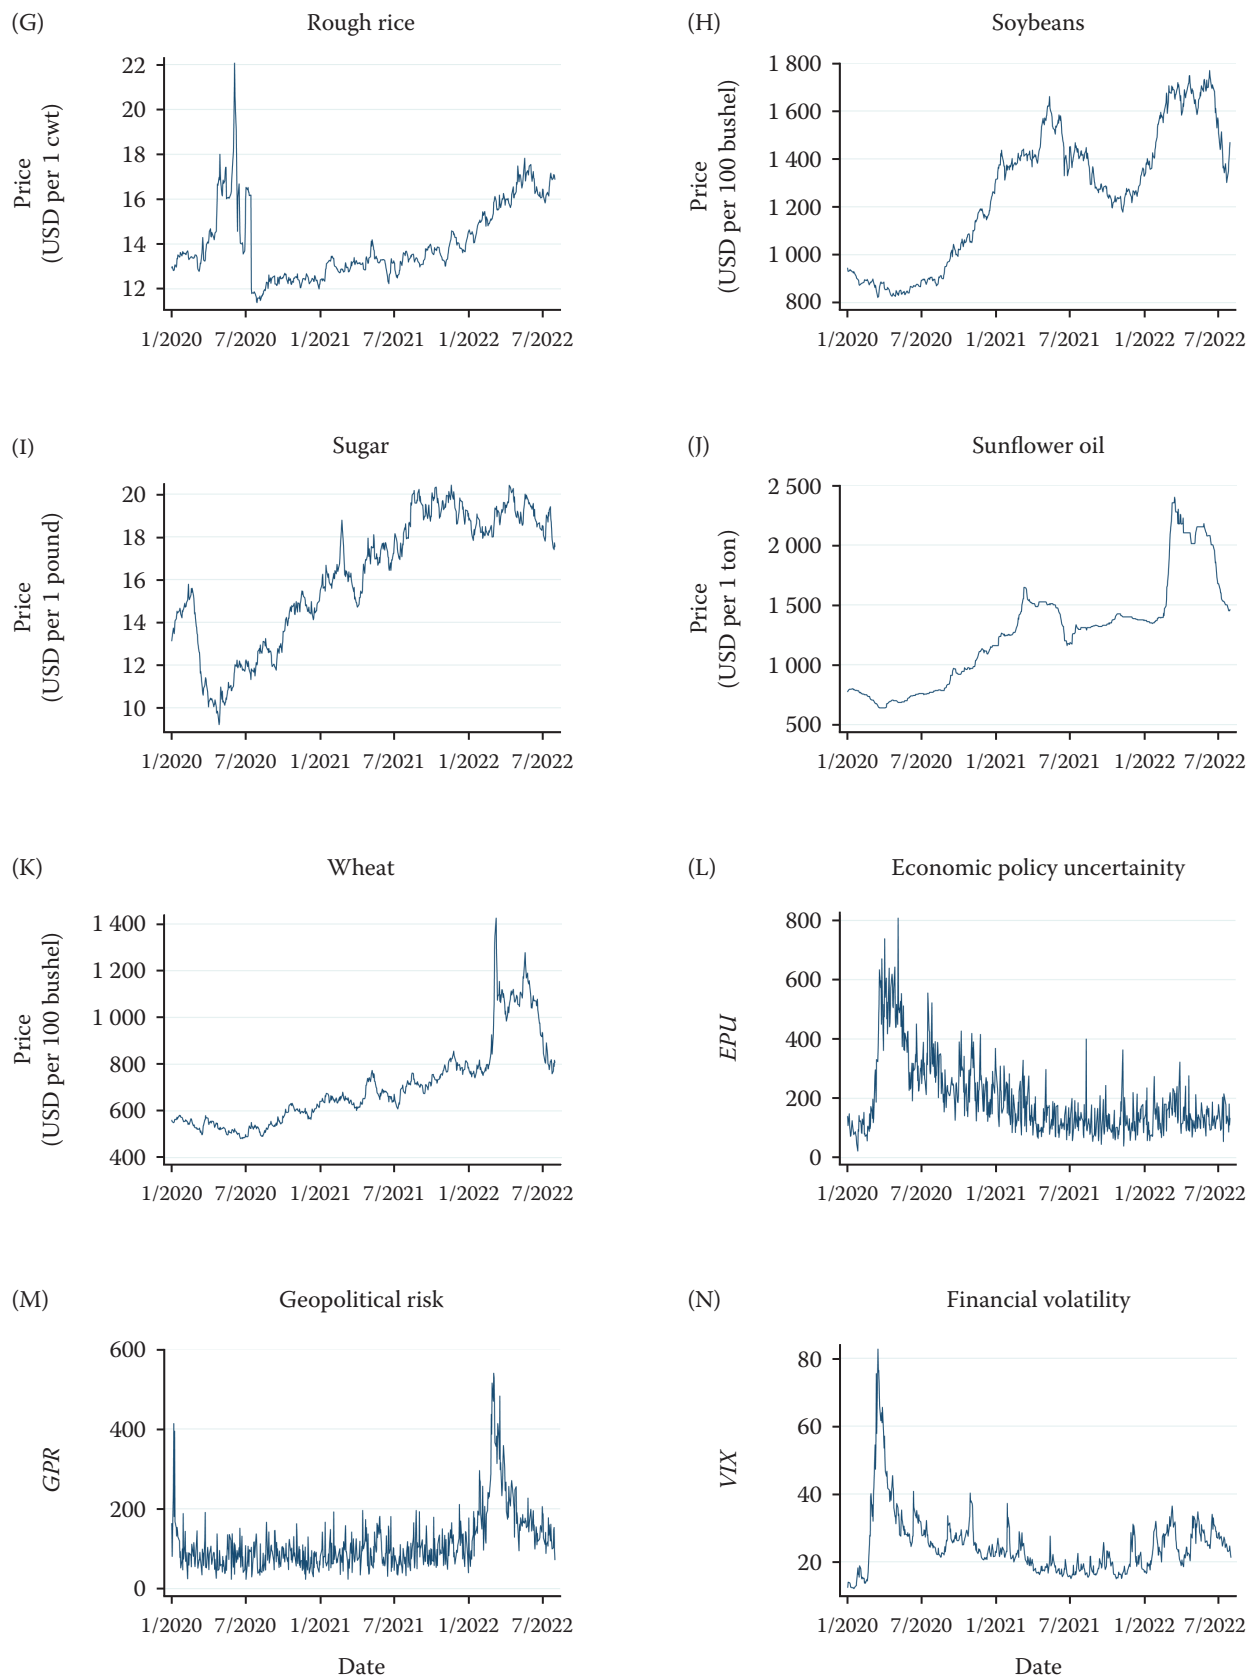 (G)
Rough rice
Price
(USD per 1 cwt)
22
20
18
16
14
12
1/2020 7/2020 1/2021 7/2021 1/2022 7/2022
(H)
Soybeans
Price
(USD per 100 bushel)
1 800
1 600
1 400
1 200
1 000
800
1/2020 7/2020 1/2021 7/2021 1/2022 7/2022
(I)
Sugar
Price
(USD per 1 pound)
20
18
16
14
12
10
1/2020 7/2020 1/2021 7/2021 1/2022 7/2022
(J)
Sunflower oil
Price
(USD per 1 ton)
2 500
2 000
1 500
1 000
500
1/2020 7/2020 1/2021 7/2021 1/2022 7/2022
(K)
Wheat
Price
(USD per 100 bushel)
1 400
1 200
1 000
800
600
400
1/2020 7/2020 1/2021 7/2021 1/2022 7/2022
(L)
Economic policy uncertainity
EPU
800
600
400
200
0
1/2020 7/2020 1/2021 7/2021 1/2022 7/2022
(M)
Geopolitical risk
GPR
600
400
200
0
1/2020 7/2020 1/2021 7/2021 1/2022 7/2022
Date
(N)
Financial volatility
VIX
80
60
40
20
1/2020 7/2020 1/2021 7/2021 1/2022 7/2022
Date